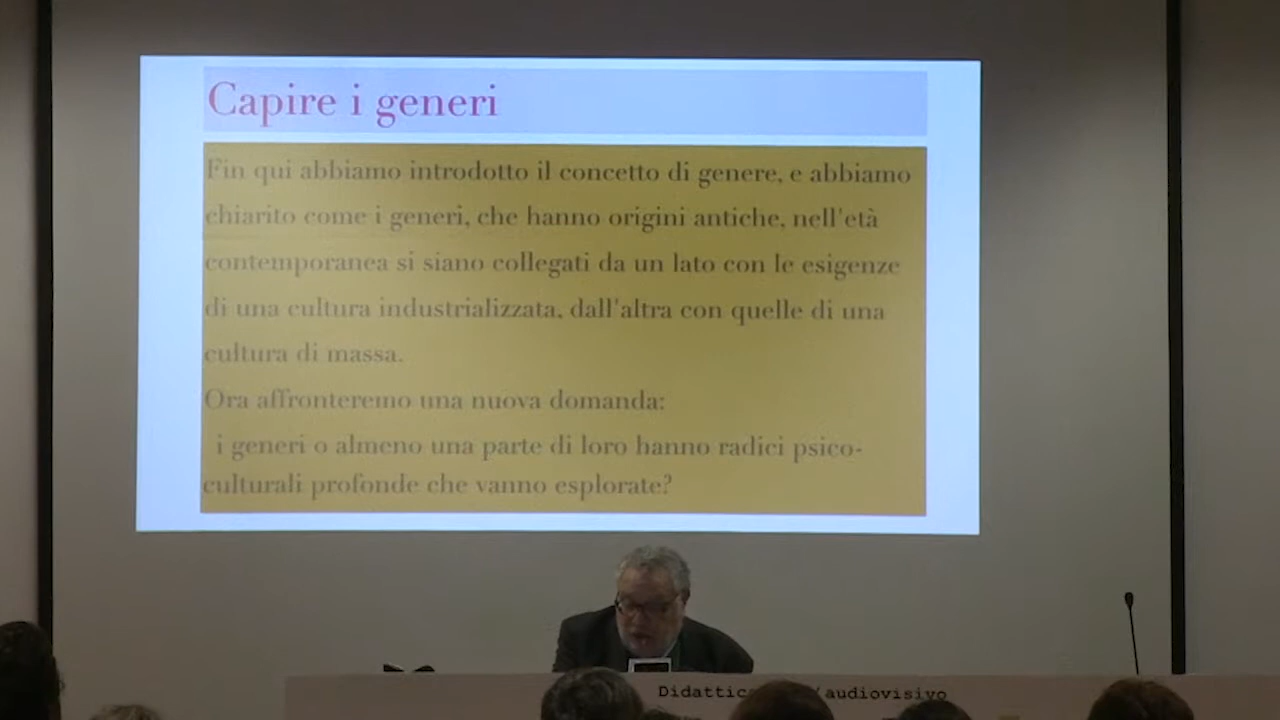 Capire i generi
Fin qui abbiamo introdotto il concetto di genere, e abbiamo
chiarito come i generi, che hanno origini antiche, nell'età
contemporanea si siano collegati da un lato con le esigenze
di una cultura industrializzata, dall'altra con quelle di una
cultura di massa.
Ora affronteremo una nuova domanda:
i generi o almeno una parte di loro hanno radici psico-
culturali profonde che vanno esplorate?
audiovisivo